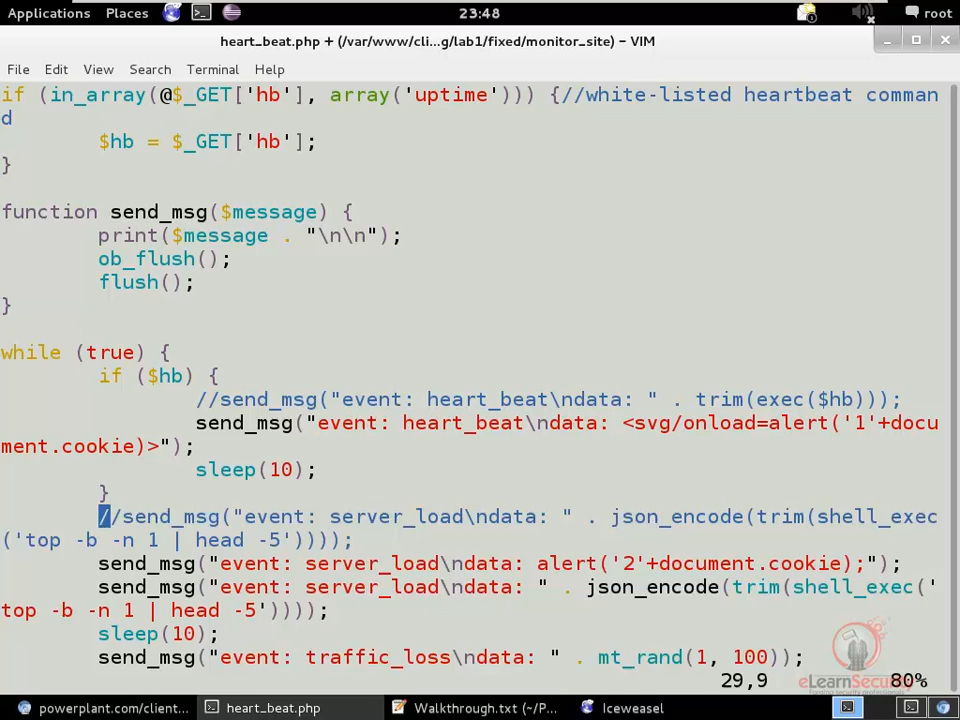 Applications Places 23:48 root
heart_beat.php + (/var/www/cli...g/lab1/fixed/monitor_site) - VIM
File Edit View Search Terminal Help
if (in_array(@$_GET['hb'], array('uptime'))) {//white-listed heartbeat comman
d
$hb = $_GET['hb'];
}
function send_msg($message) {
print($message . "\n\n");
ob_flush();
flush();
}
while (true) {
if ($hb) {
//send_msg("event: heart_beat\ndata: " . trim(exec($hb)));
send_msg("event: heart_beat\ndata: <svg/onload=alert('1'+docu
ment.cookie)>");
sleep(10);
}
//send_msg("event: server_load\ndata: " . json_encode(trim(shell_exec
('top -b -n 1 | head -5'))));
send_msg("event: server_load\ndata: alert('2'+document.cookie);");
send_msg("event: server_load\ndata: " . json_encode(trim(shell_exec('
top -b -n 1 | head -5'))));
sleep(10);
send_msg("event: traffic_loss\ndata: " . mt_rand(1, 100));
29,9 80%
eLearnSecurity
Forging security professionals
powerplant.com/client... heart_beat.php Walkthrough.txt (~/P... Iceweasel